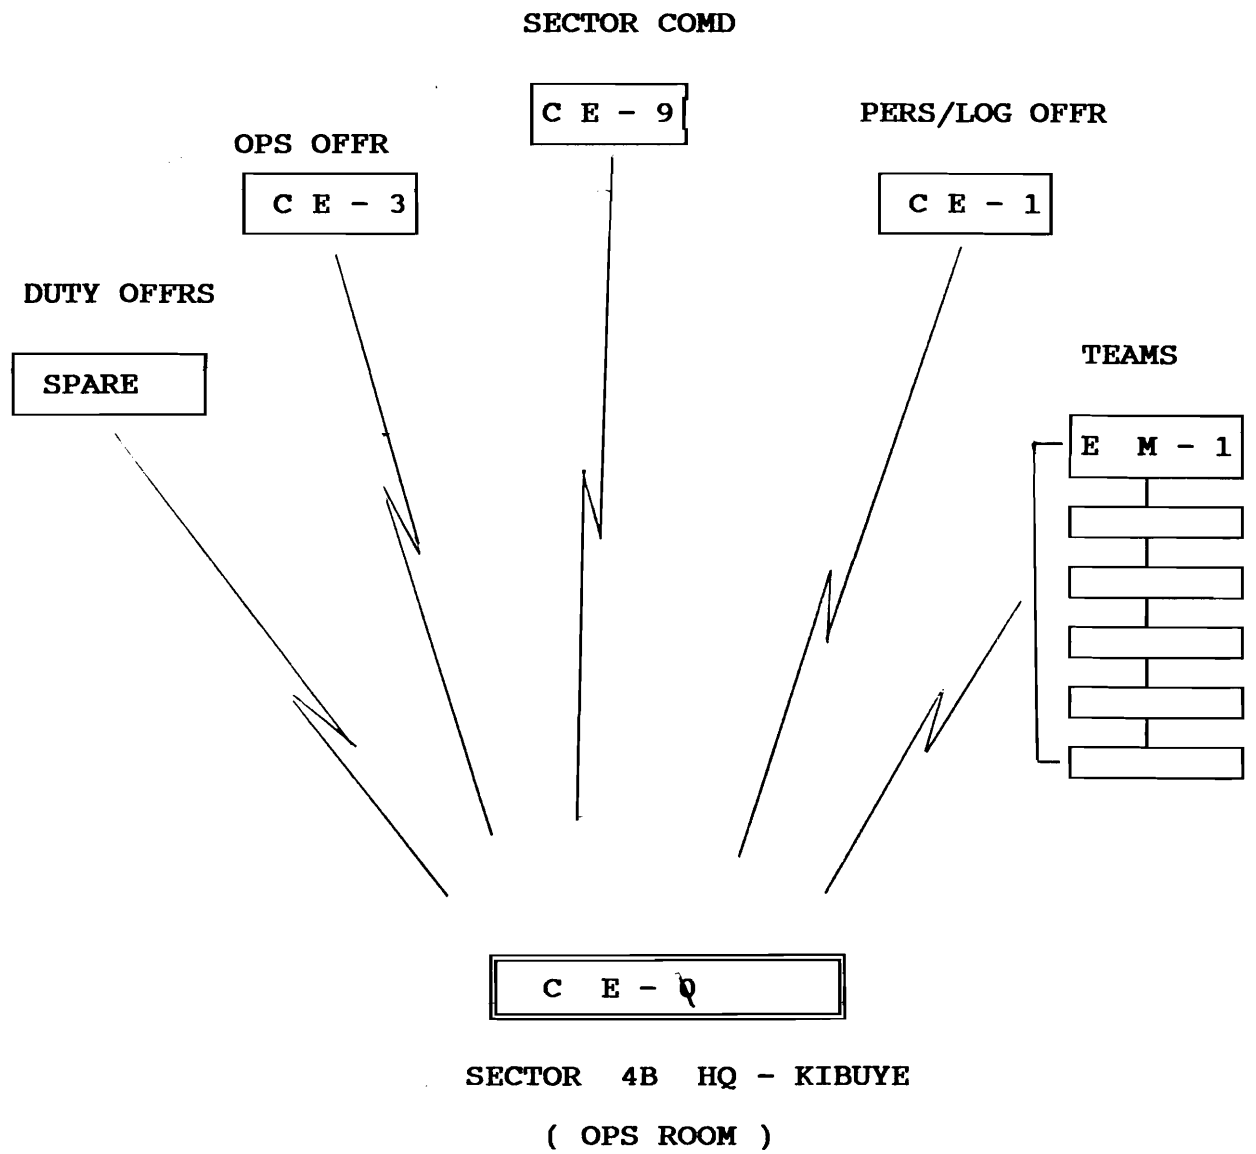 SECTOR COMD
C E - 9
PERS/LOG OFFR
OPS OFFR
C E - 3
C E - 1
DUTY OFFRS
SPARE
TEAMS
E M - 1
C E - 0
SECTOR 4B HQ - KIBUYE
( OPS ROOM )